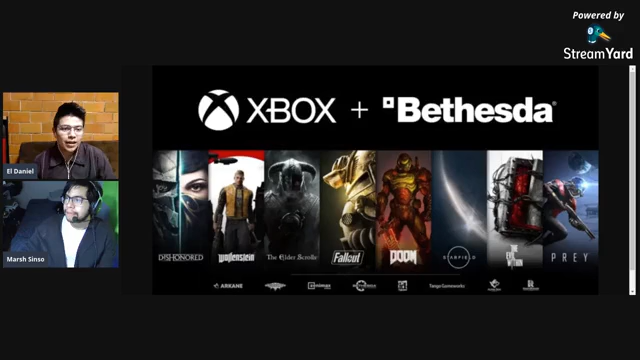 Powered by
StreamYard
XBOX + Bethesda
El Daniel
Marsh Sinso
DISHONORED
Wolfenstein
The Elder Scrolls
Fallout
DOOM
STARFIELD
THE EVIL WITHIN
PREY
ARKANE
Tango Gameworks